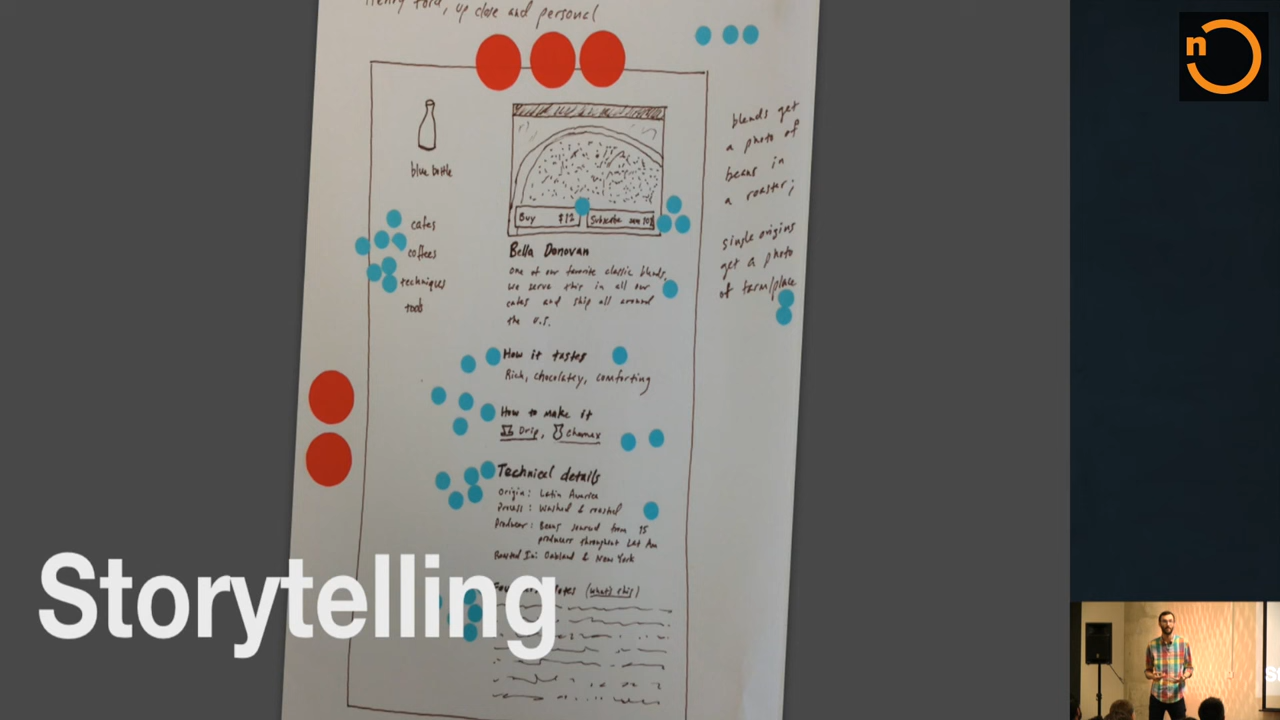 Henry Ford, up close and personal
n
blue bottle
cafes
coffees
techniques
tools
Buy $12
Subscribe
Bella Donovan
One of our favorite classic blends.
We serve this in all our
cafes and ship all around
the U.S.
How it tastes
Rich, chocolatey, comforting
How to make it
Drip, Chemex
Technical details
Origin: Latin America
Process: Washed & roasted
Producer: Beans sourced from 15
producers throughout Lat Am
Roasted In: Oakland & New York
(what's this)
blends get
a photo of
beans in
a roaster;
single origins
get a photo
of farm/place
Storytelling